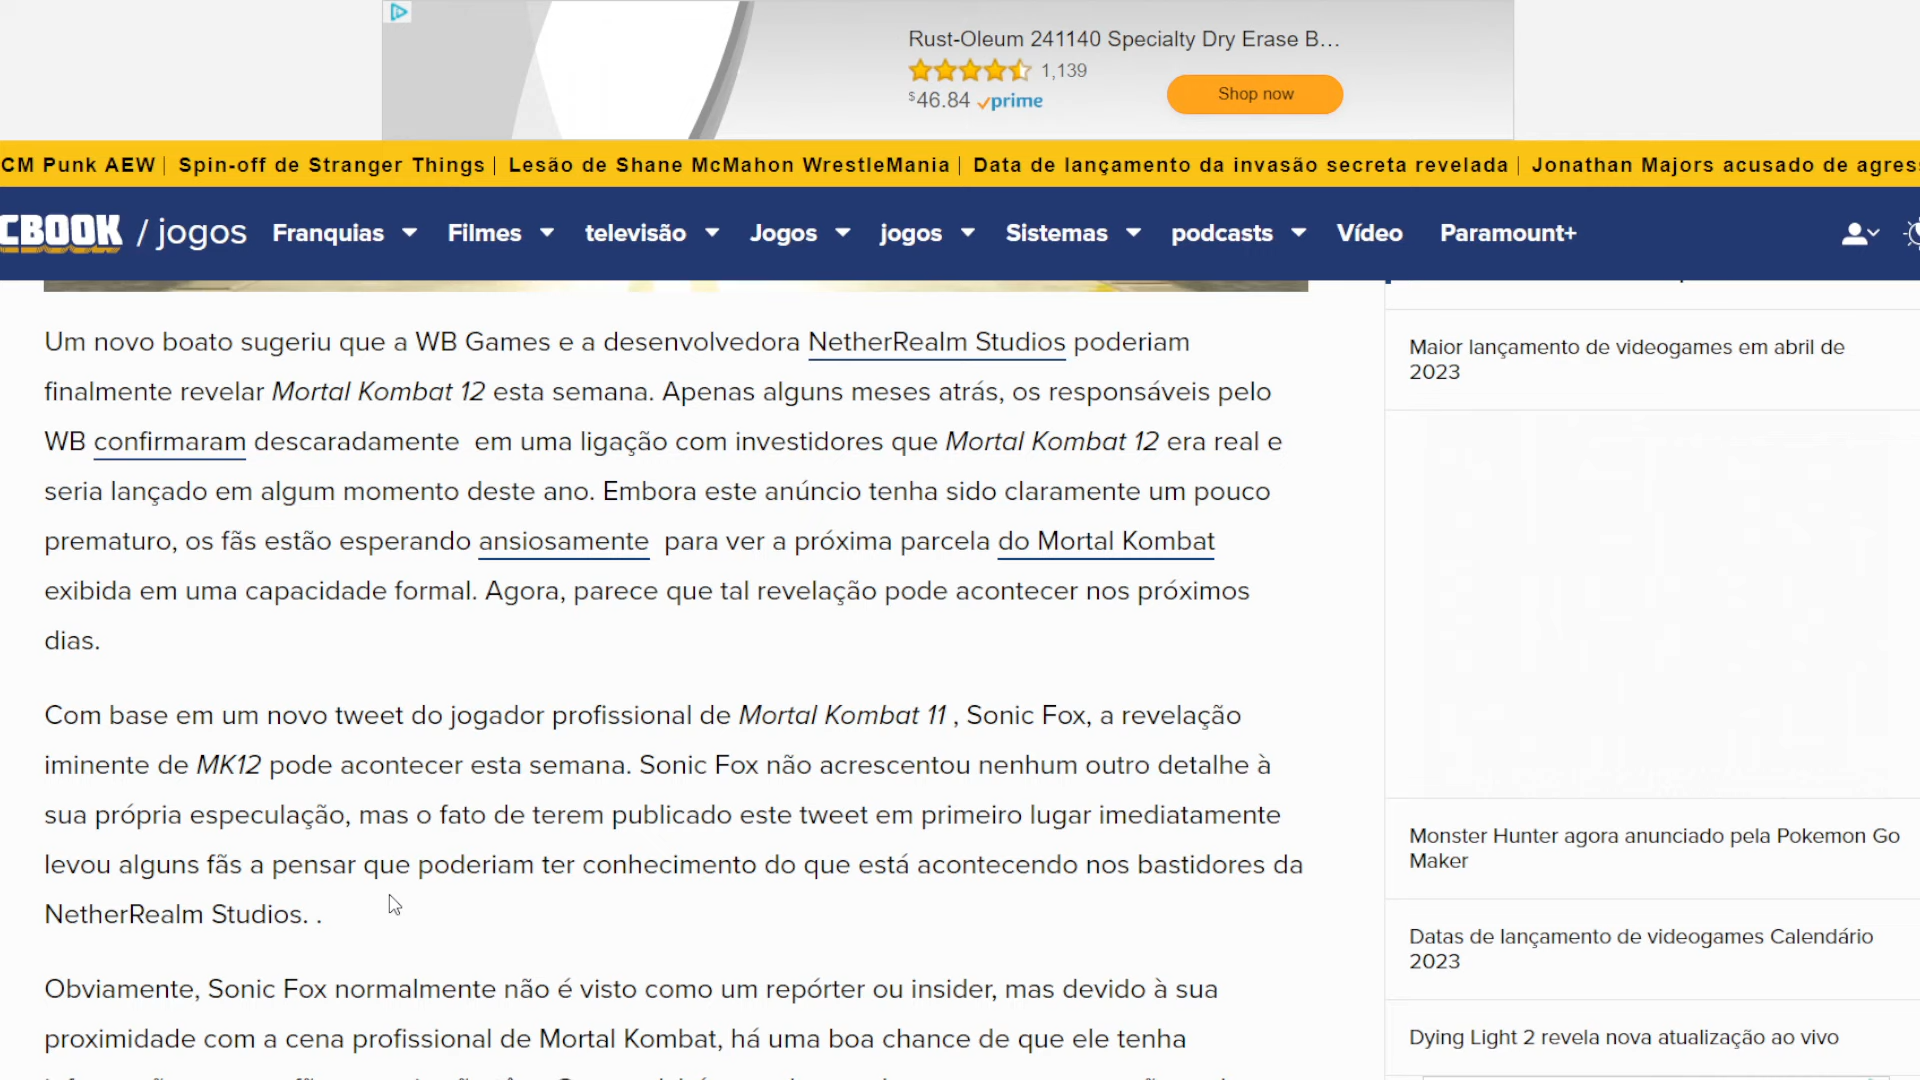 Rust-Oleum 241140 Specialty Dry Erase B...
1,139
$46.84 prime
Shop now
CM Punk AEW | Spin-off de Stranger Things | Lesão de Shane McMahon WrestleMania | Data de lançamento da invasão secreta revelada | Jonathan Majors acusado de agres
CBOOK / jogos Franquias Filmes televisão Jogos jogos Sistemas podcasts Vídeo Paramount+
Um novo boato sugeriu que a WB Games e a desenvolvedora NetherRealm Studios poderiam
finalmente revelar Mortal Kombat 12 esta semana. Apenas alguns meses atrás, os responsáveis pelo
WB confirmaram descaradamente em uma ligação com investidores que Mortal Kombat 12 era real e
seria lançado em algum momento deste ano. Embora este anúncio tenha sido claramente um pouco
prematuro, os fãs estão esperando ansiosamente para ver a próxima parcela do Mortal Kombat
exibida em uma capacidade formal. Agora, parece que tal revelação pode acontecer nos próximos
dias.
Com base em um novo tweet do jogador profissional de Mortal Kombat 11 , Sonic Fox, a revelação
iminente de MK12 pode acontecer esta semana. Sonic Fox não acrescentou nenhum outro detalhe à
sua própria especulação, mas o fato de terem publicado este tweet em primeiro lugar imediatamente
levou alguns fãs a pensar que poderiam ter conhecimento do que está acontecendo nos bastidores da
NetherRealm Studios. .
Obviamente, Sonic Fox normalmente não é visto como um repórter ou insider, mas devido à sua
proximidade com a cena profissional de Mortal Kombat, há uma boa chance de que ele tenha
Maior lançamento de videogames em abril de
2023
Monster Hunter agora anunciado pela Pokemon Go
Maker
Datas de lançamento de videogames Calendário
2023
Dying Light 2 revela nova atualização ao vivo